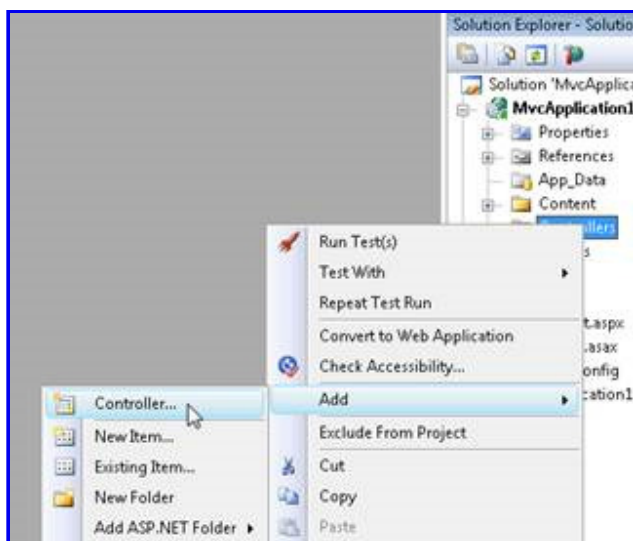 Solution Explorer - Solutio
Solution 'MvcApplica
MvcApplication1
Properties
References
App_Data
Content
llers
s
t.aspx
.asax
onfig
cation1
Run Test(s)
Test With
Repeat Test Run
Convert to Web Application
Check Accessibility...
Add
Exclude From Project
Cut
Copy
Paste
Controller...
New Item...
Existing Item...
New Folder
Add ASP.NET Folder